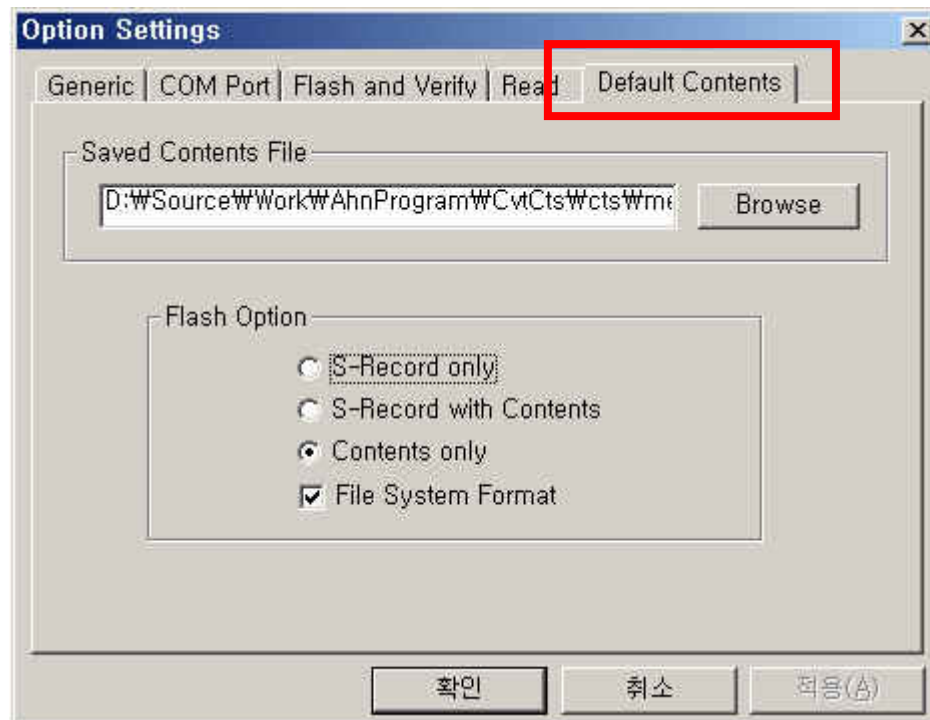 Option Settings
Generic COM Port Flash and Verify Read Default Contents
Saved Contents File
D:₩Source₩Work₩AhnProgram₩CvtCts₩cts₩me
Browse
Flash Option
S-Record only
S-Record with Contents
Contents only
File System Format
확인 취소 적용(A)